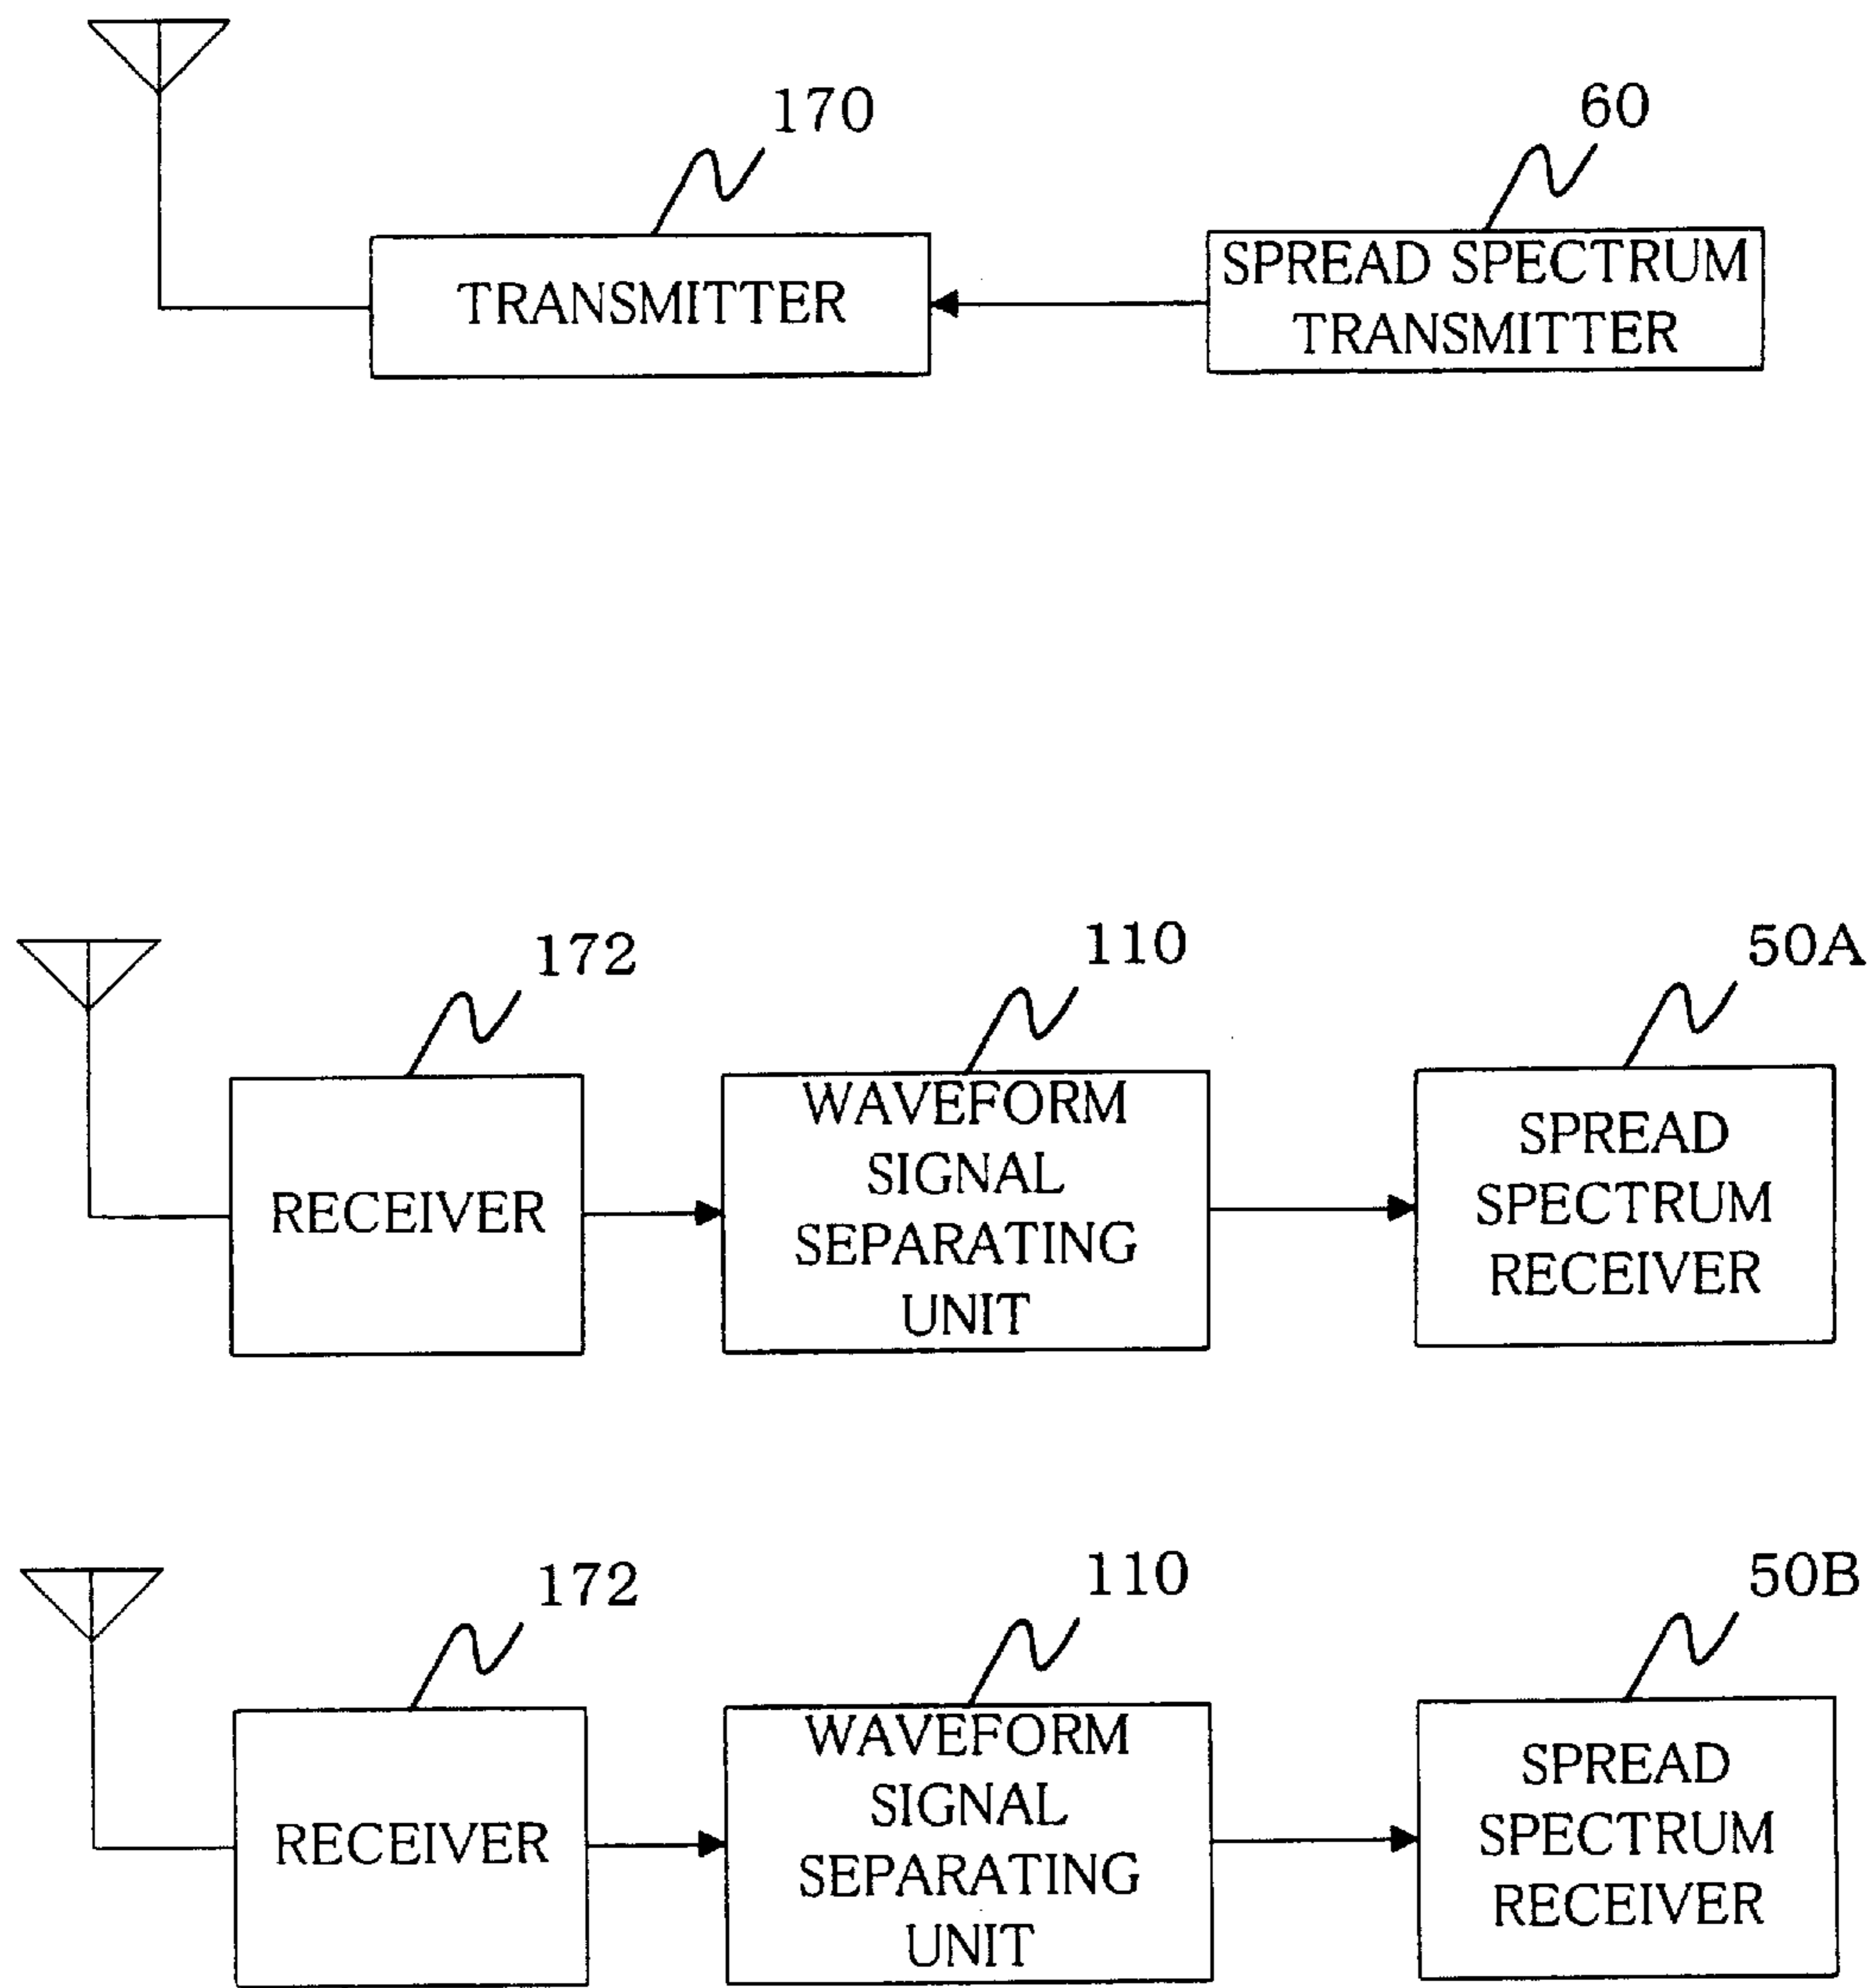 170
60
TRANSMITTER
SPREAD SPECTRUM
TRANSMITTER
172
110
50A
RECEIVER
WAVEFORM
SIGNAL
SEPARATING
UNIT
SPREAD
SPECTRUM
RECEIVER
172
110
50B
RECEIVER
WAVEFORM
SIGNAL
SEPARATING
UNIT
SPREAD
SPECTRUM
RECEIVER